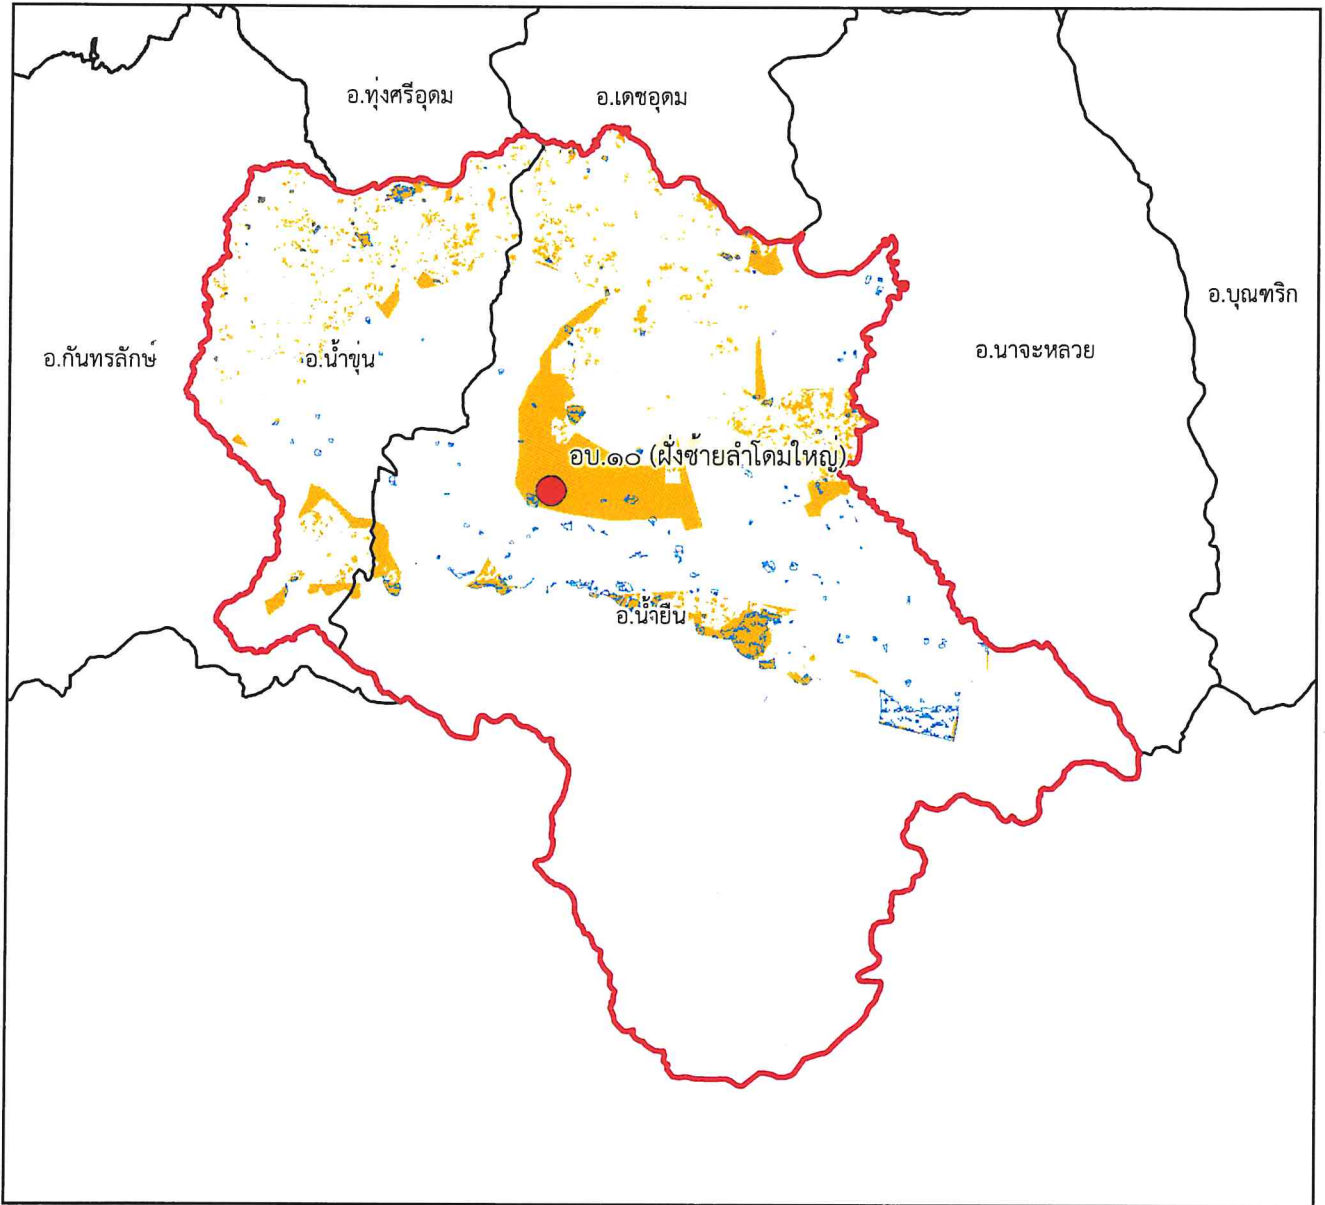 อ.ทุ่งศรีอุดม
อ.เดชอุดม
อ.บุณฑริก
อ.กันทรลักษ์
อ.น้ำขุ่น
อ.นาจะหลวย
อบ.๑๐ (ฝั่งซ้ายลำโดมใหญ่)
อ.น้ำยืน